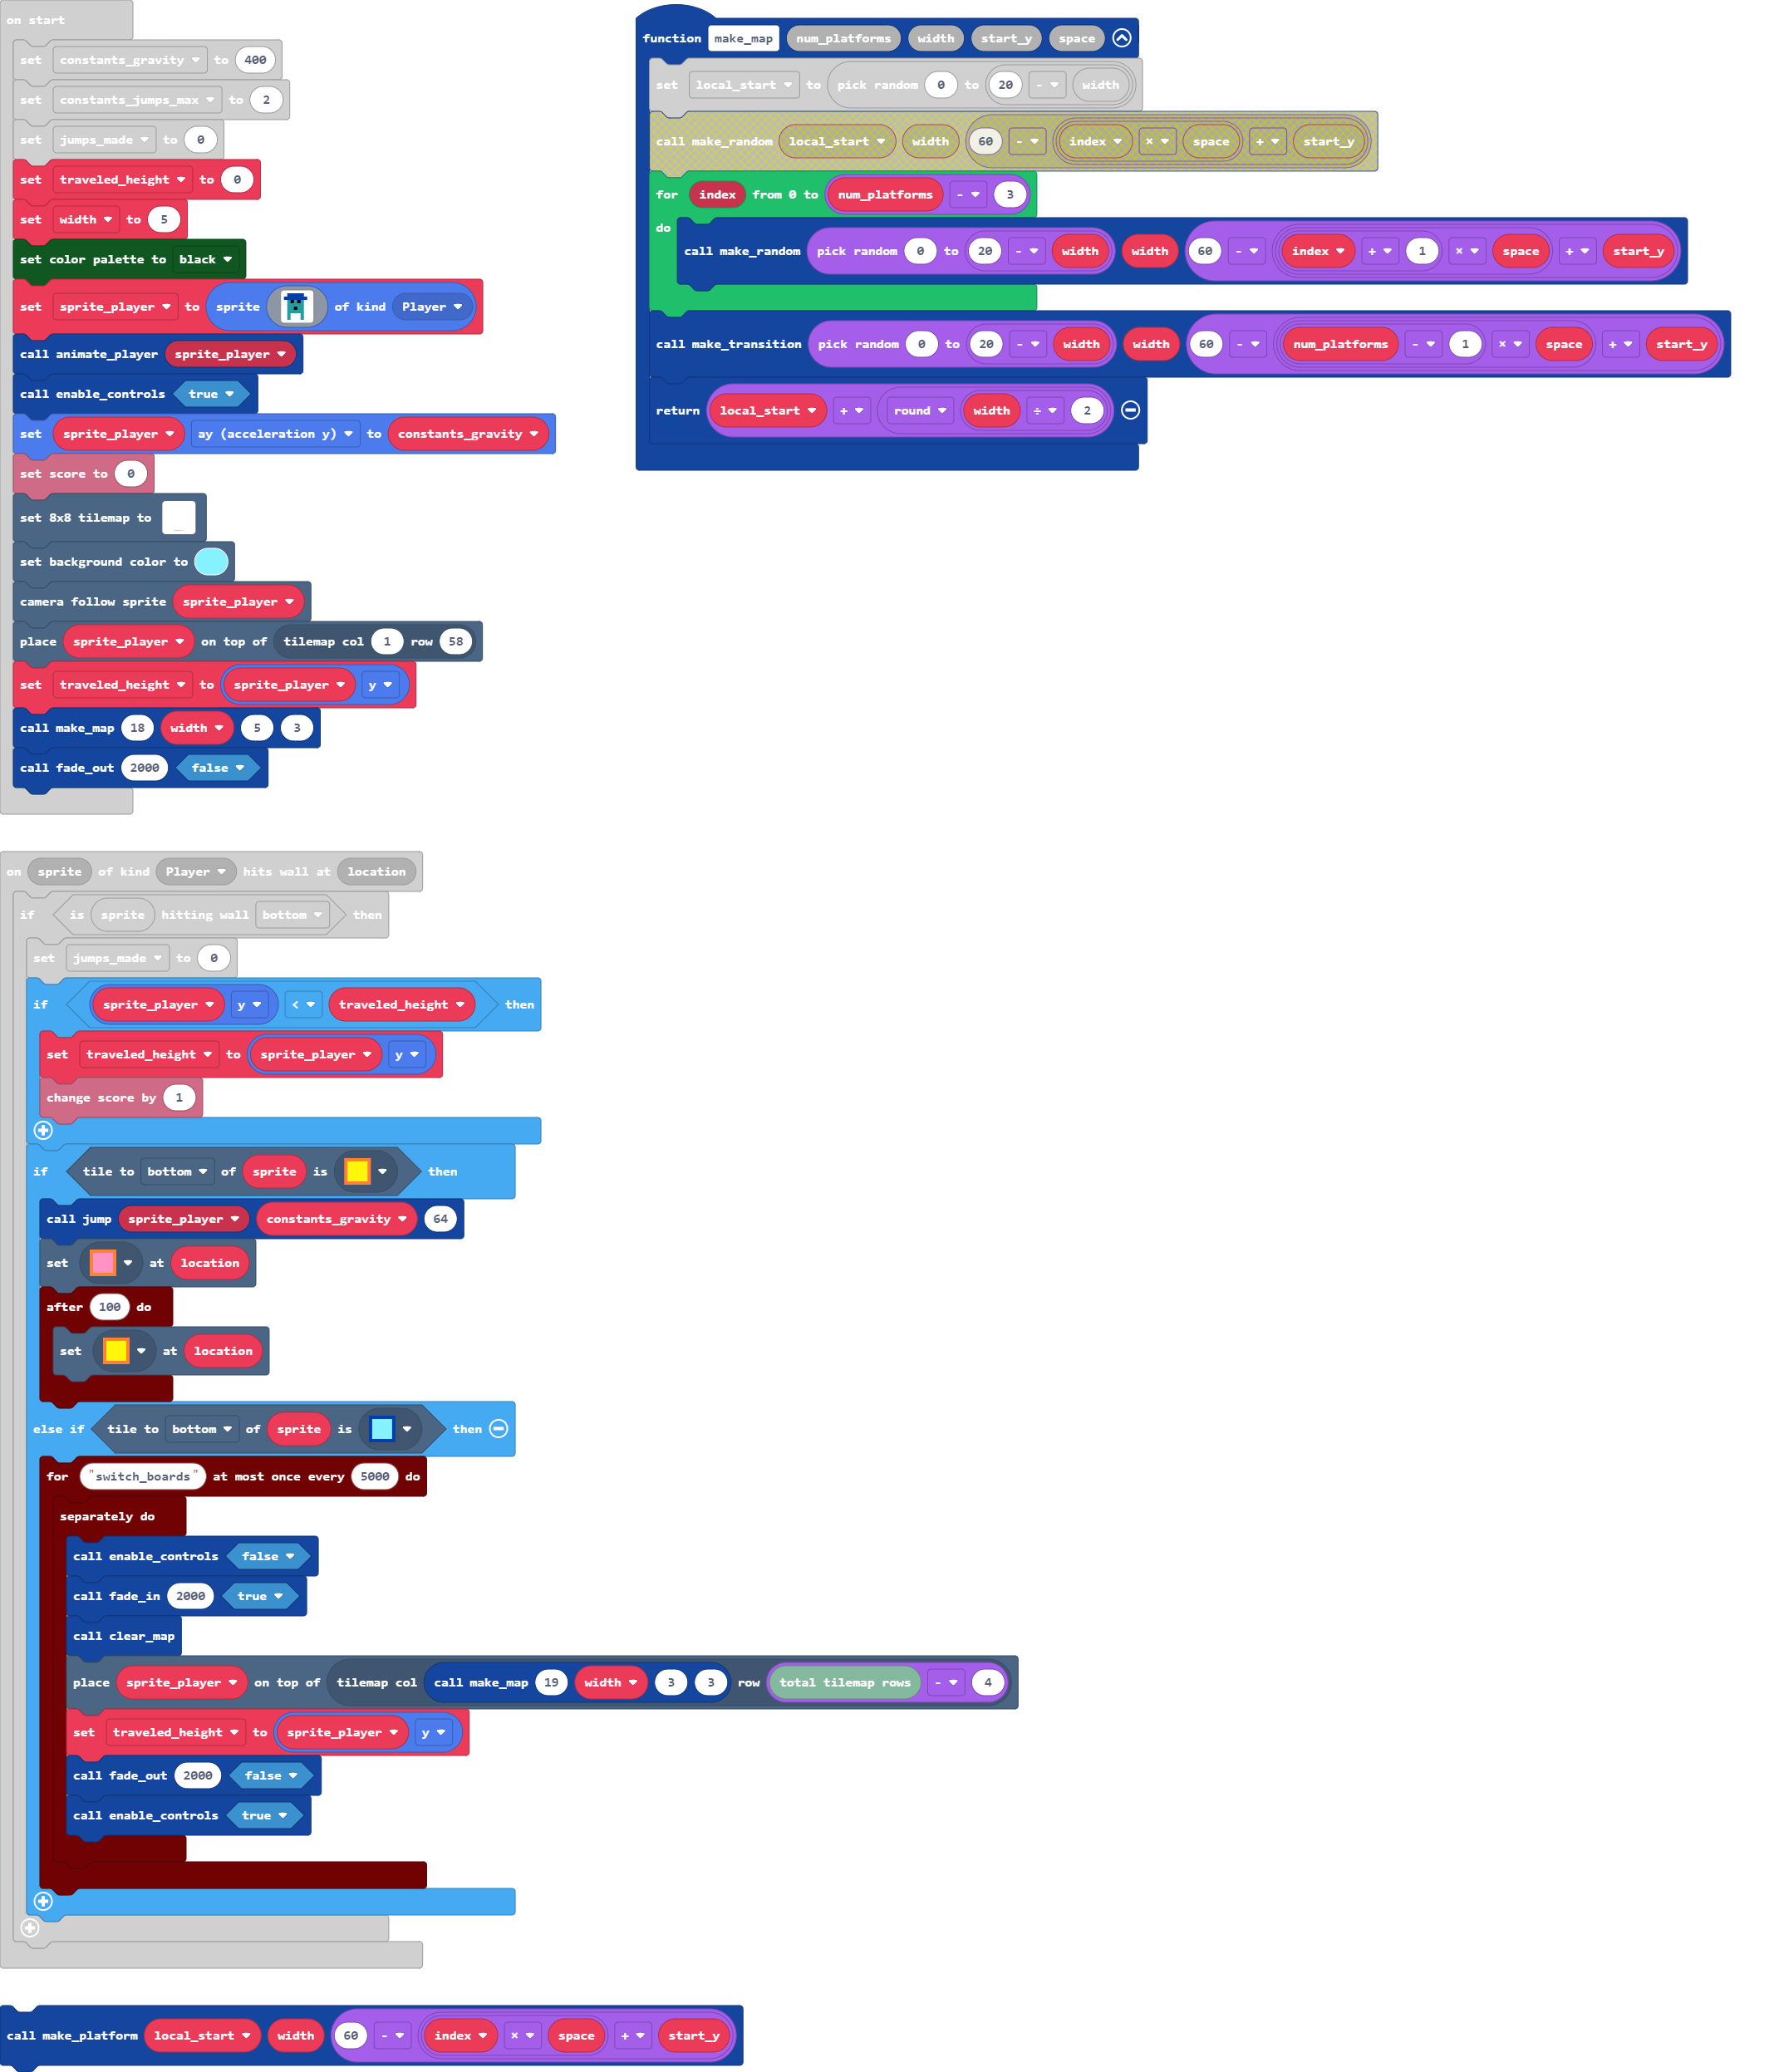 on start
set constants_gravity to 400
set constants_jumps_max to 2
set jumps_made to 0
set traveled_height to 0
set width to 5
set color palette to black
set sprite_player to sprite of kind Player
call animate_player sprite_player
call enable_controls true
set sprite_player ay (acceleration y) to constants_gravity
set score to 0
set 8x8 tilemap to
set background color to
camera follow sprite sprite_player
place sprite_player on top of tilemap col 1 row 58
set traveled_height to sprite_player y
call make_map 18 width 5 3
call fade_out 2000 false
function make_map num_platforms width start_y space
set local_start to pick random 0 to 20 - width
call make_random local_start width 60 - index × space + start_y
for index from 0 to num_platforms - 3
do
call make_random pick random 0 to 20 - width width 60 - index + 1 × space + start_y
call make_transition pick random 0 to 20 - width width 60 - num_platforms - 1 × space + start_y
return local_start + round width ÷ 2
on sprite of kind Player hits wall at location
if is sprite hitting wall bottom then
set jumps_made to 0
if sprite_player y < traveled_height then
set traveled_height to sprite_player y
change score by 1
if tile to bottom of sprite is then
call jump sprite_player constants_gravity 64
set at location
after 100 do
set at location
else if tile to bottom of sprite is then
for "switch_boards" at most once every 5000 do
separately do
call enable_controls false
call fade_in 2000 true
call clear_map
place sprite_player on top of tilemap col call make_map 19 width 3 3 row total tilemap rows - 4
set traveled_height to sprite_player y
call fade_out 2000 false
call enable_controls true
call make_platform local_start width 60 - index × space + start_y